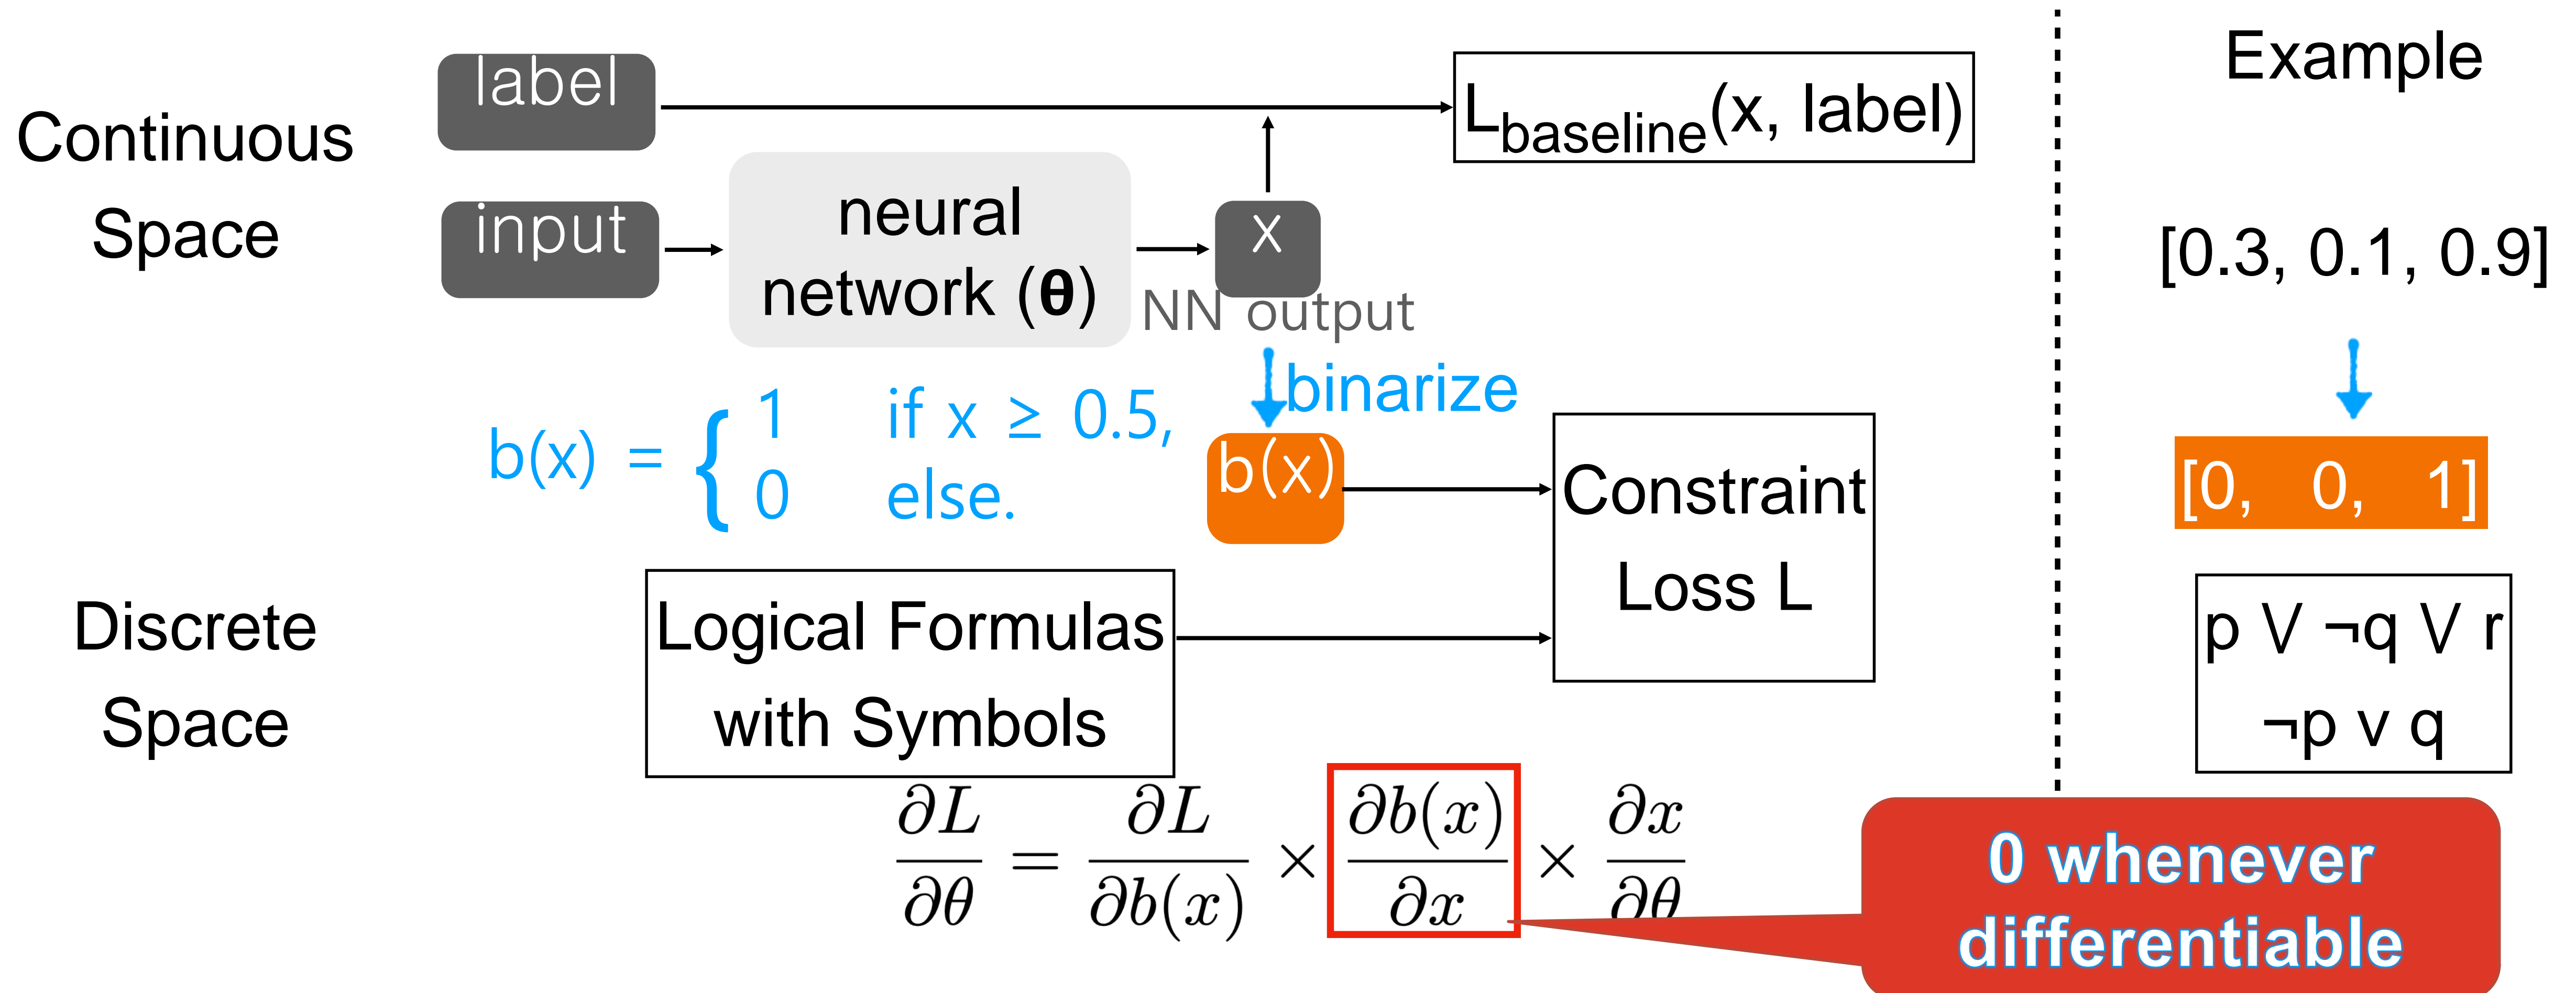 Continuous
Space
label
input
neural
network (θ)
x
NN output
L_baseline(x, label)
binarize
b(x) = { 1 if x ≥ 0.5,
0 else.
b(x)
Constraint
Loss L
Discrete
Space
Logical Formulas
with Symbols
∂L/∂θ = ∂L/∂b(x) × ∂b(x)/∂x × ∂x/∂θ
0 whenever
differentiable
Example
[0.3, 0.1, 0.9]
[0, 0, 1]
p V ¬q V r
¬p v q